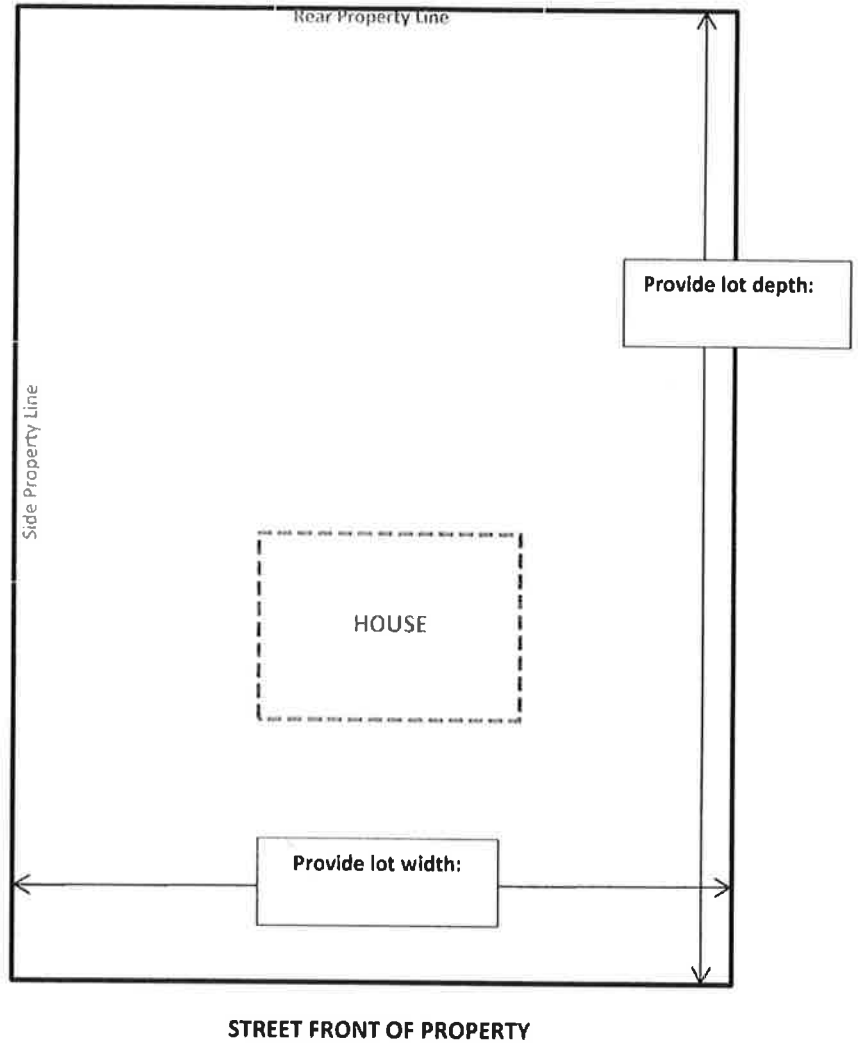 Rear Property Line
Provide lot depth:
Side Property Line
HOUSE
Provide lot width:
STREET FRONT OF PROPERTY